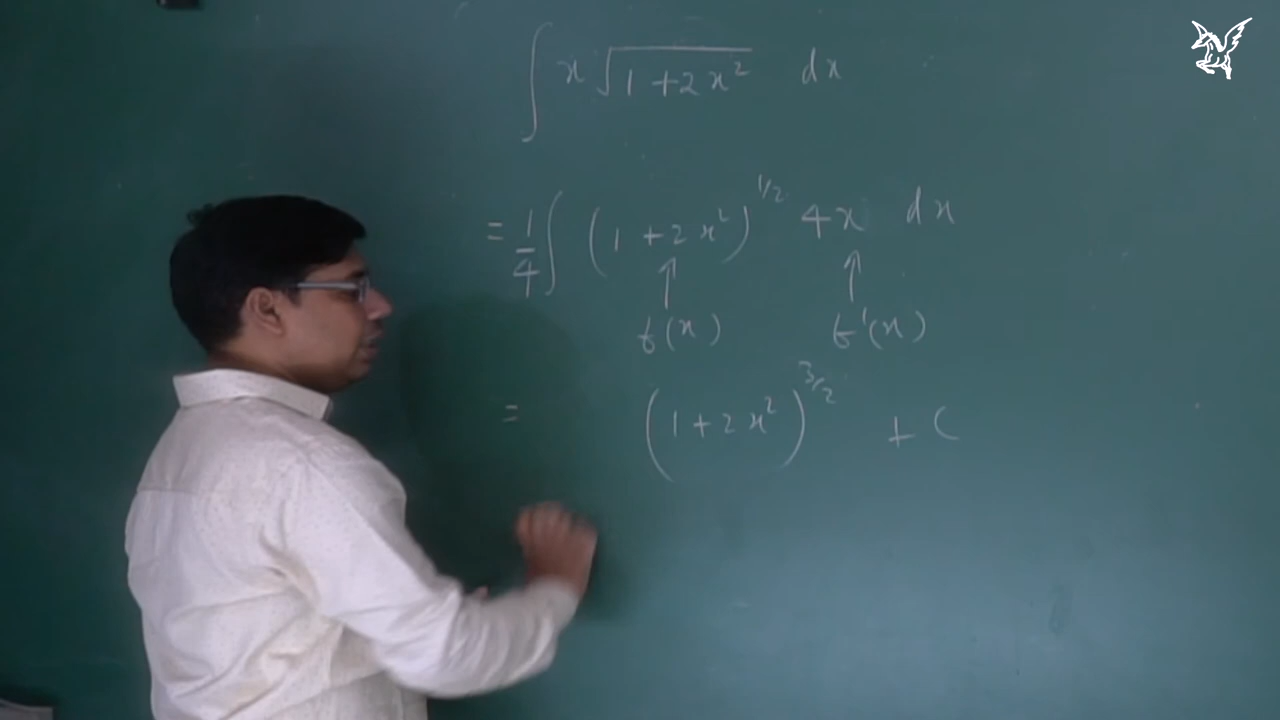 ∫ x √(1 + 2x²) dx
= 1/4 ∫ (1 + 2x²)^1/2 4x dx
↑ ↑
f(x) f'(x)
= (1 + 2x²)^3/2 + C